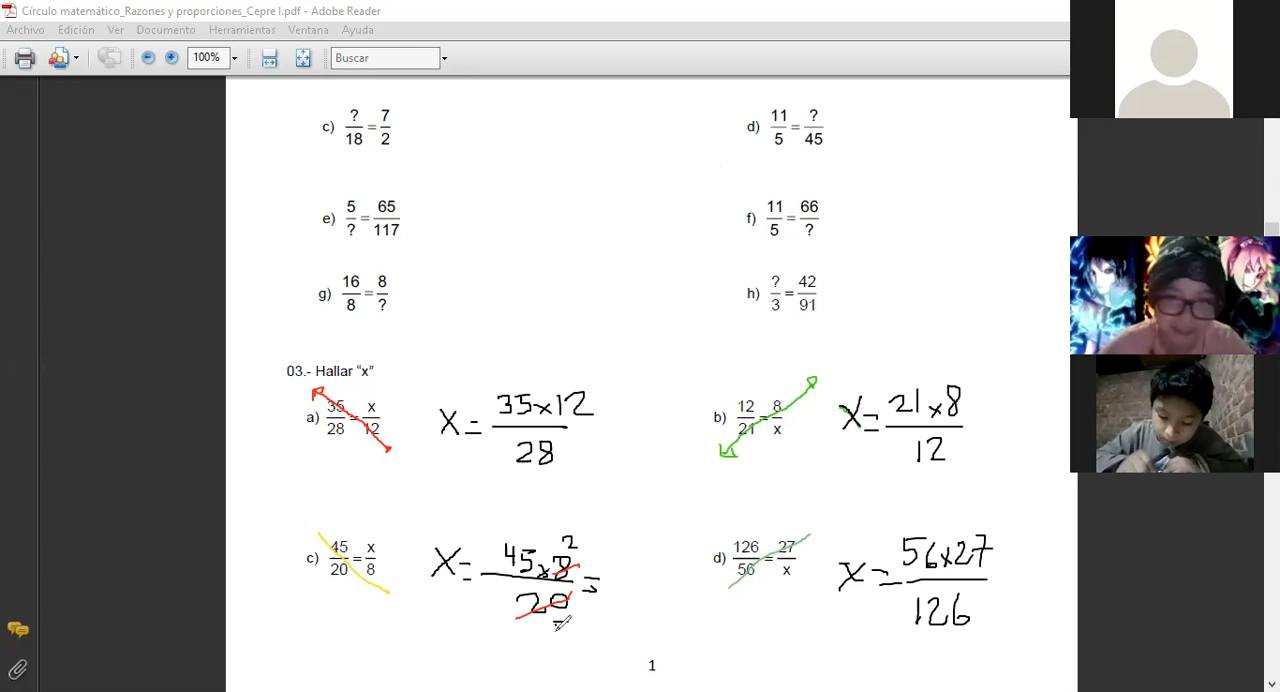 Círculo matemático_Razones y proporciones_Cepre I.pdf - Adobe Reader
Archivo Edición Ver Documento Herramientas Ventana Ayuda
100% Buscar
c) ?/18 = 7/2 d) 11/5 = ?/45
e) 5/? = 65/117 f) 11/5 = 66/?
g) 16/8 = 8/? h) ?/3 = 42/91
03.- Hallar “x”
a) 35/28 = x/12 X = 35x12/28 b) 12/21 = 8/x X = 21x8/12
c) 45/20 = x/8 X = 45x8/20 = 2 d) 126/56 = 27/x X = 56x27/126
1